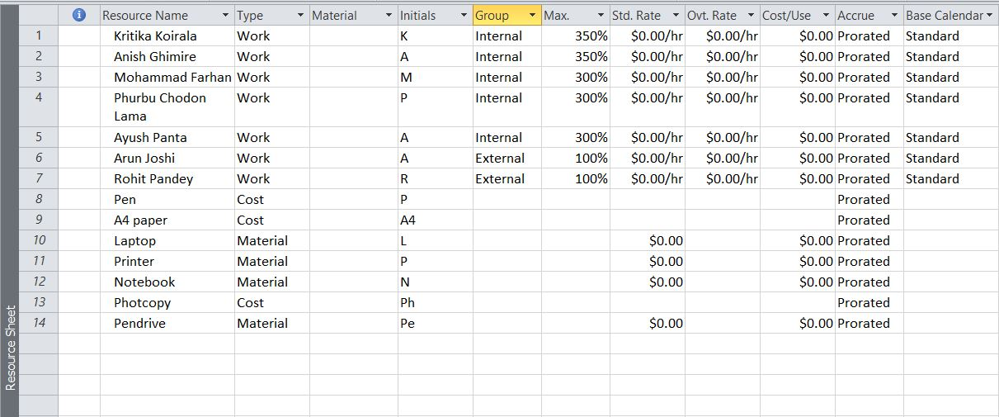 Resource Name Type Material Initials Group Max. Std. Rate Ovt. Rate Cost/Use Accrue Base Calendar
1 Kritika Koirala Work K Internal 350% $0.00/hr $0.00/hr $0.00 Prorated Standard
2 Anish Ghimire Work A Internal 350% $0.00/hr $0.00/hr $0.00 Prorated Standard
3 Mohammad Farhan Work M Internal 300% $0.00/hr $0.00/hr $0.00 Prorated Standard
4 Phurbu Chodon Work P Internal 300% $0.00/hr $0.00/hr $0.00 Prorated Standard
Lama
5 Ayush Panta Work A Internal 300% $0.00/hr $0.00/hr $0.00 Prorated Standard
6 Arun Joshi Work A External 100% $0.00/hr $0.00/hr $0.00 Prorated Standard
7 Rohit Pandey Work R External 100% $0.00/hr $0.00/hr $0.00 Prorated Standard
8 Pen Cost P Prorated
9 A4 paper Cost A4 Prorated
10 Laptop Material L $0.00 $0.00 Prorated
11 Printer Material P $0.00 $0.00 Prorated
12 Notebook Material N $0.00 $0.00 Prorated
13 Photcopy Cost Ph Prorated
14 Pendrive Material Pe $0.00 $0.00 Prorated
Resource Sheet